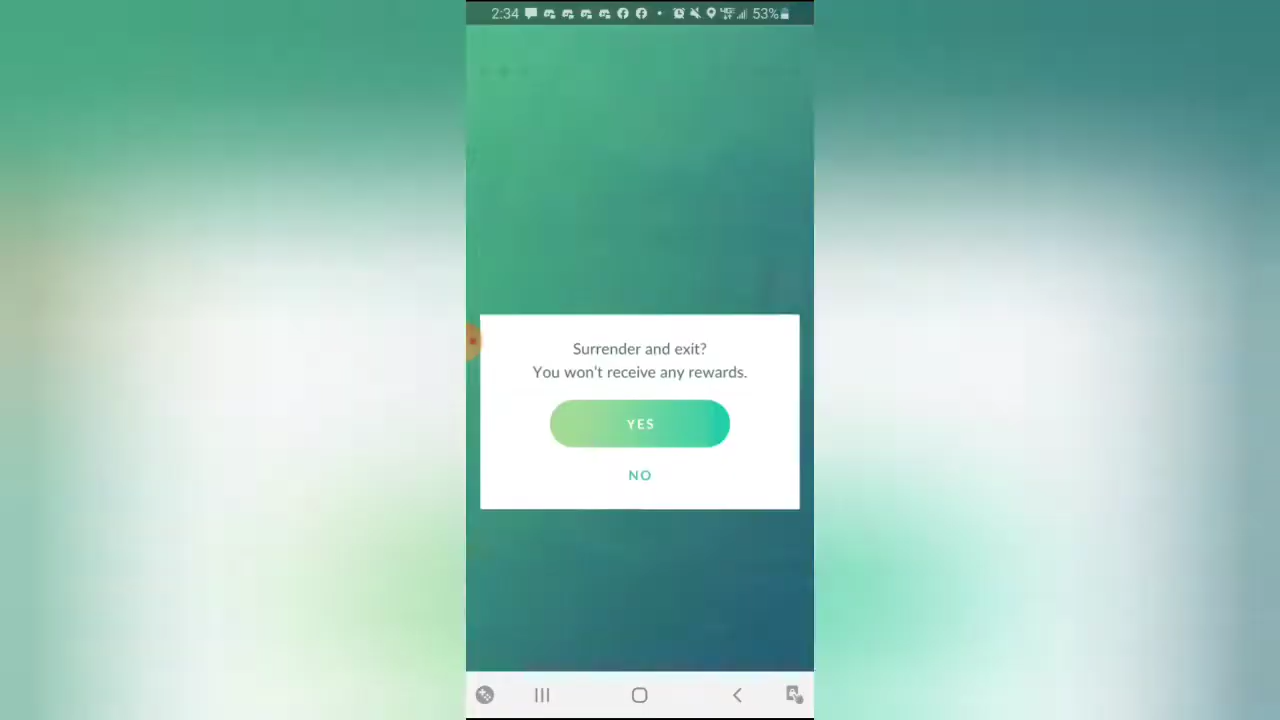 2:34 53%
Surrender and exit?
You won't receive any rewards.
YES
NO